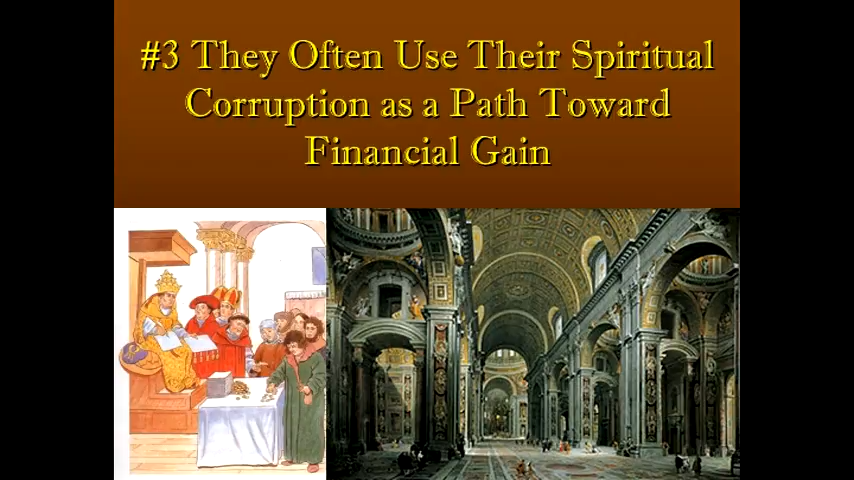 #3 They Often Use Their Spiritual
Corruption as a Path Toward
Financial Gain